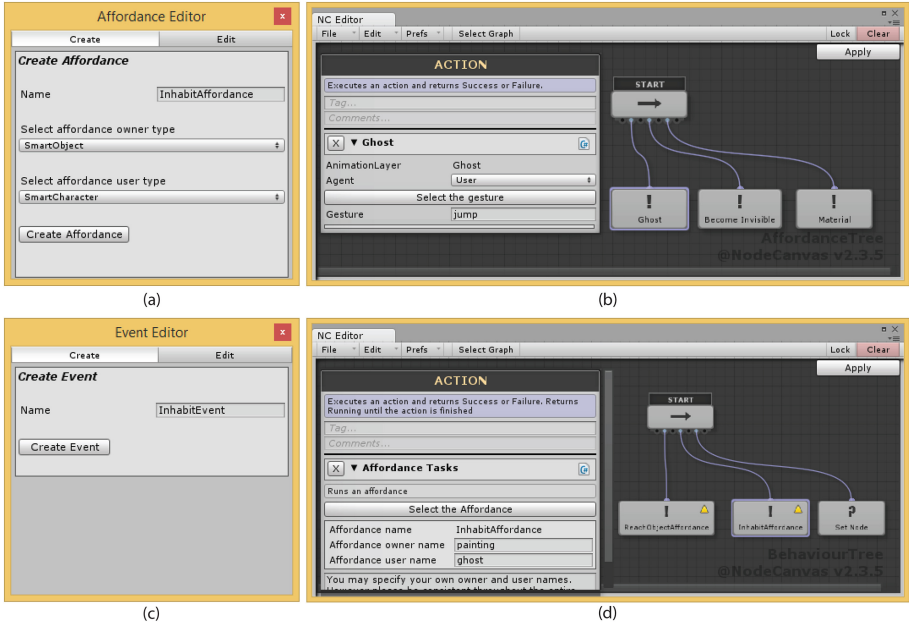 Affordance Editor
x
Create Edit
Create Affordance
Name InhabitAffordance
Select affordance owner type
SmartObject
Select affordance user type
SmartCharacter
Create Affordance
(a)
NC Editor
File Edit Prefs Select Graph Lock Clear
Apply
ACTION
Executes an action and returns Success or Failure.
Tag...
Comments...
X ▼ Ghost
AnimationLayer Ghost
Agent User
Select the gesture
Gesture jump
START
! Ghost
! Become Invisible
! Material
AffordanceTree
@NodeCanvas v2.3.5
(b)
Event Editor
x
Create Edit
Create Event
Name InhabitEvent
Create Event
(c)
NC Editor
File Edit Prefs Select Graph Lock Clear
Apply
ACTION
Executes an action and returns Success or Failure. Returns
Running until the action is finished
Tag...
Comments...
X ▼ Affordance Tasks
Runs an affordance
Select the Affordance
Affordance name InhabitAffordance
Affordance owner name painting
Affordance user name ghost
You may specify your own owner and user names.
However please be consistent throughout the entire
START
! ReachObjectAffordance
! InhabitAffordance
? Set Node
BehaviourTree
@NodeCanvas v2.3.5
(d)